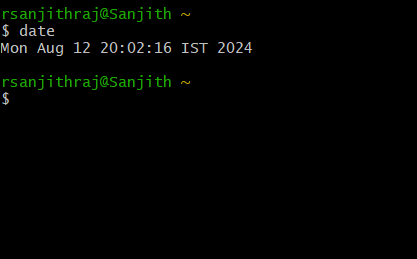 rsanjithraj@Sanjith ~
$ date
Mon Aug 12 20:02:16 IST 2024
rsanjithraj@Sanjith ~
$